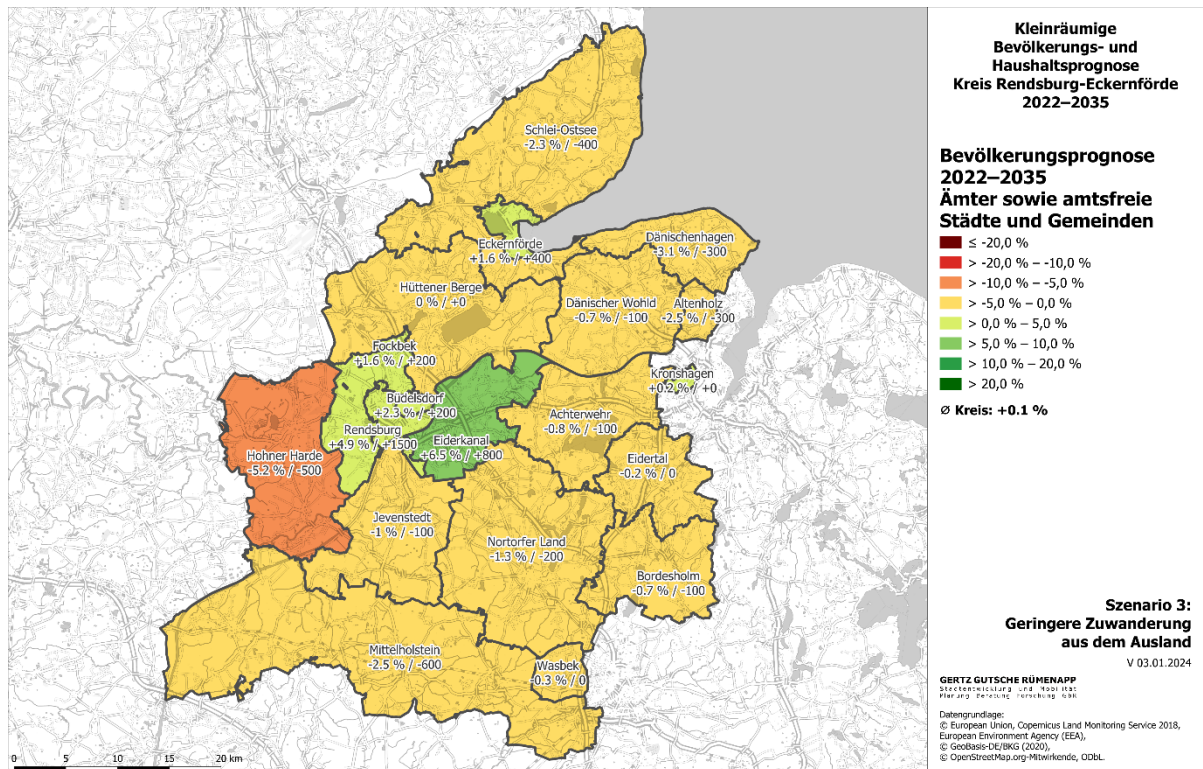 Schlei-Ostsee
-2.3 % / -400
Eckernförde
+1.6 % / +400
Dänischenhagen
-3.1 % / -300
Hüttener Berge
0 % / +0
Dänischer Wohld
-0.7 % / -100
Altenholz
-2.5 % / -300
Fockbek
+1.6 % / +200
Kronshagen
+0.2 % / +0
Büdelsdorf
+2.3 % / +200
Achterwehr
-0.8 % / -100
Rendsburg
+4.9 % / +1500
Eiderkanal
+6.5 % / +800
Hohner Harde
-5.2 % / -500
Eidertal
-0.2 % / 0
Jevenstedt
-1 % / -100
Nortorfer Land
-1.3 % / -200
Bordesholm
-0.7 % / -100
Mittelholstein
-2.5 % / -600
Wasbek
-0.3 % / 0
0 5 10 15 20 km
Kleinräumige
Bevölkerungs- und
Haushaltsprognose
Kreis Rendsburg-Eckernförde
2022–2035
Bevölkerungsprognose
2022–2035
Ämter sowie amtsfreie
Städte und Gemeinden
≤ -20,0 %
> -20,0 % – -10,0 %
> -10,0 % – -5,0 %
> -5,0 % – 0,0 %
> 0,0 % – 5,0 %
> 5,0 % – 10,0 %
> 10,0 % – 20,0 %
> 20,0 %
Ø Kreis: +0.1 %
Szenario 3:
Geringere Zuwanderung
aus dem Ausland
V 03.01.2024
GERTZ GUTSCHE RÜMENAPP
Stadtentwicklung und Mobilität
Planung Beratung Forschung GbR
Datengrundlage:
© European Union, Copernicus Land Monitoring Service 2018,
European Environment Agency (EEA),
© GeoBasis-DE/BKG (2020),
© OpenStreetMap.org-Mitwirkende, ODbL.